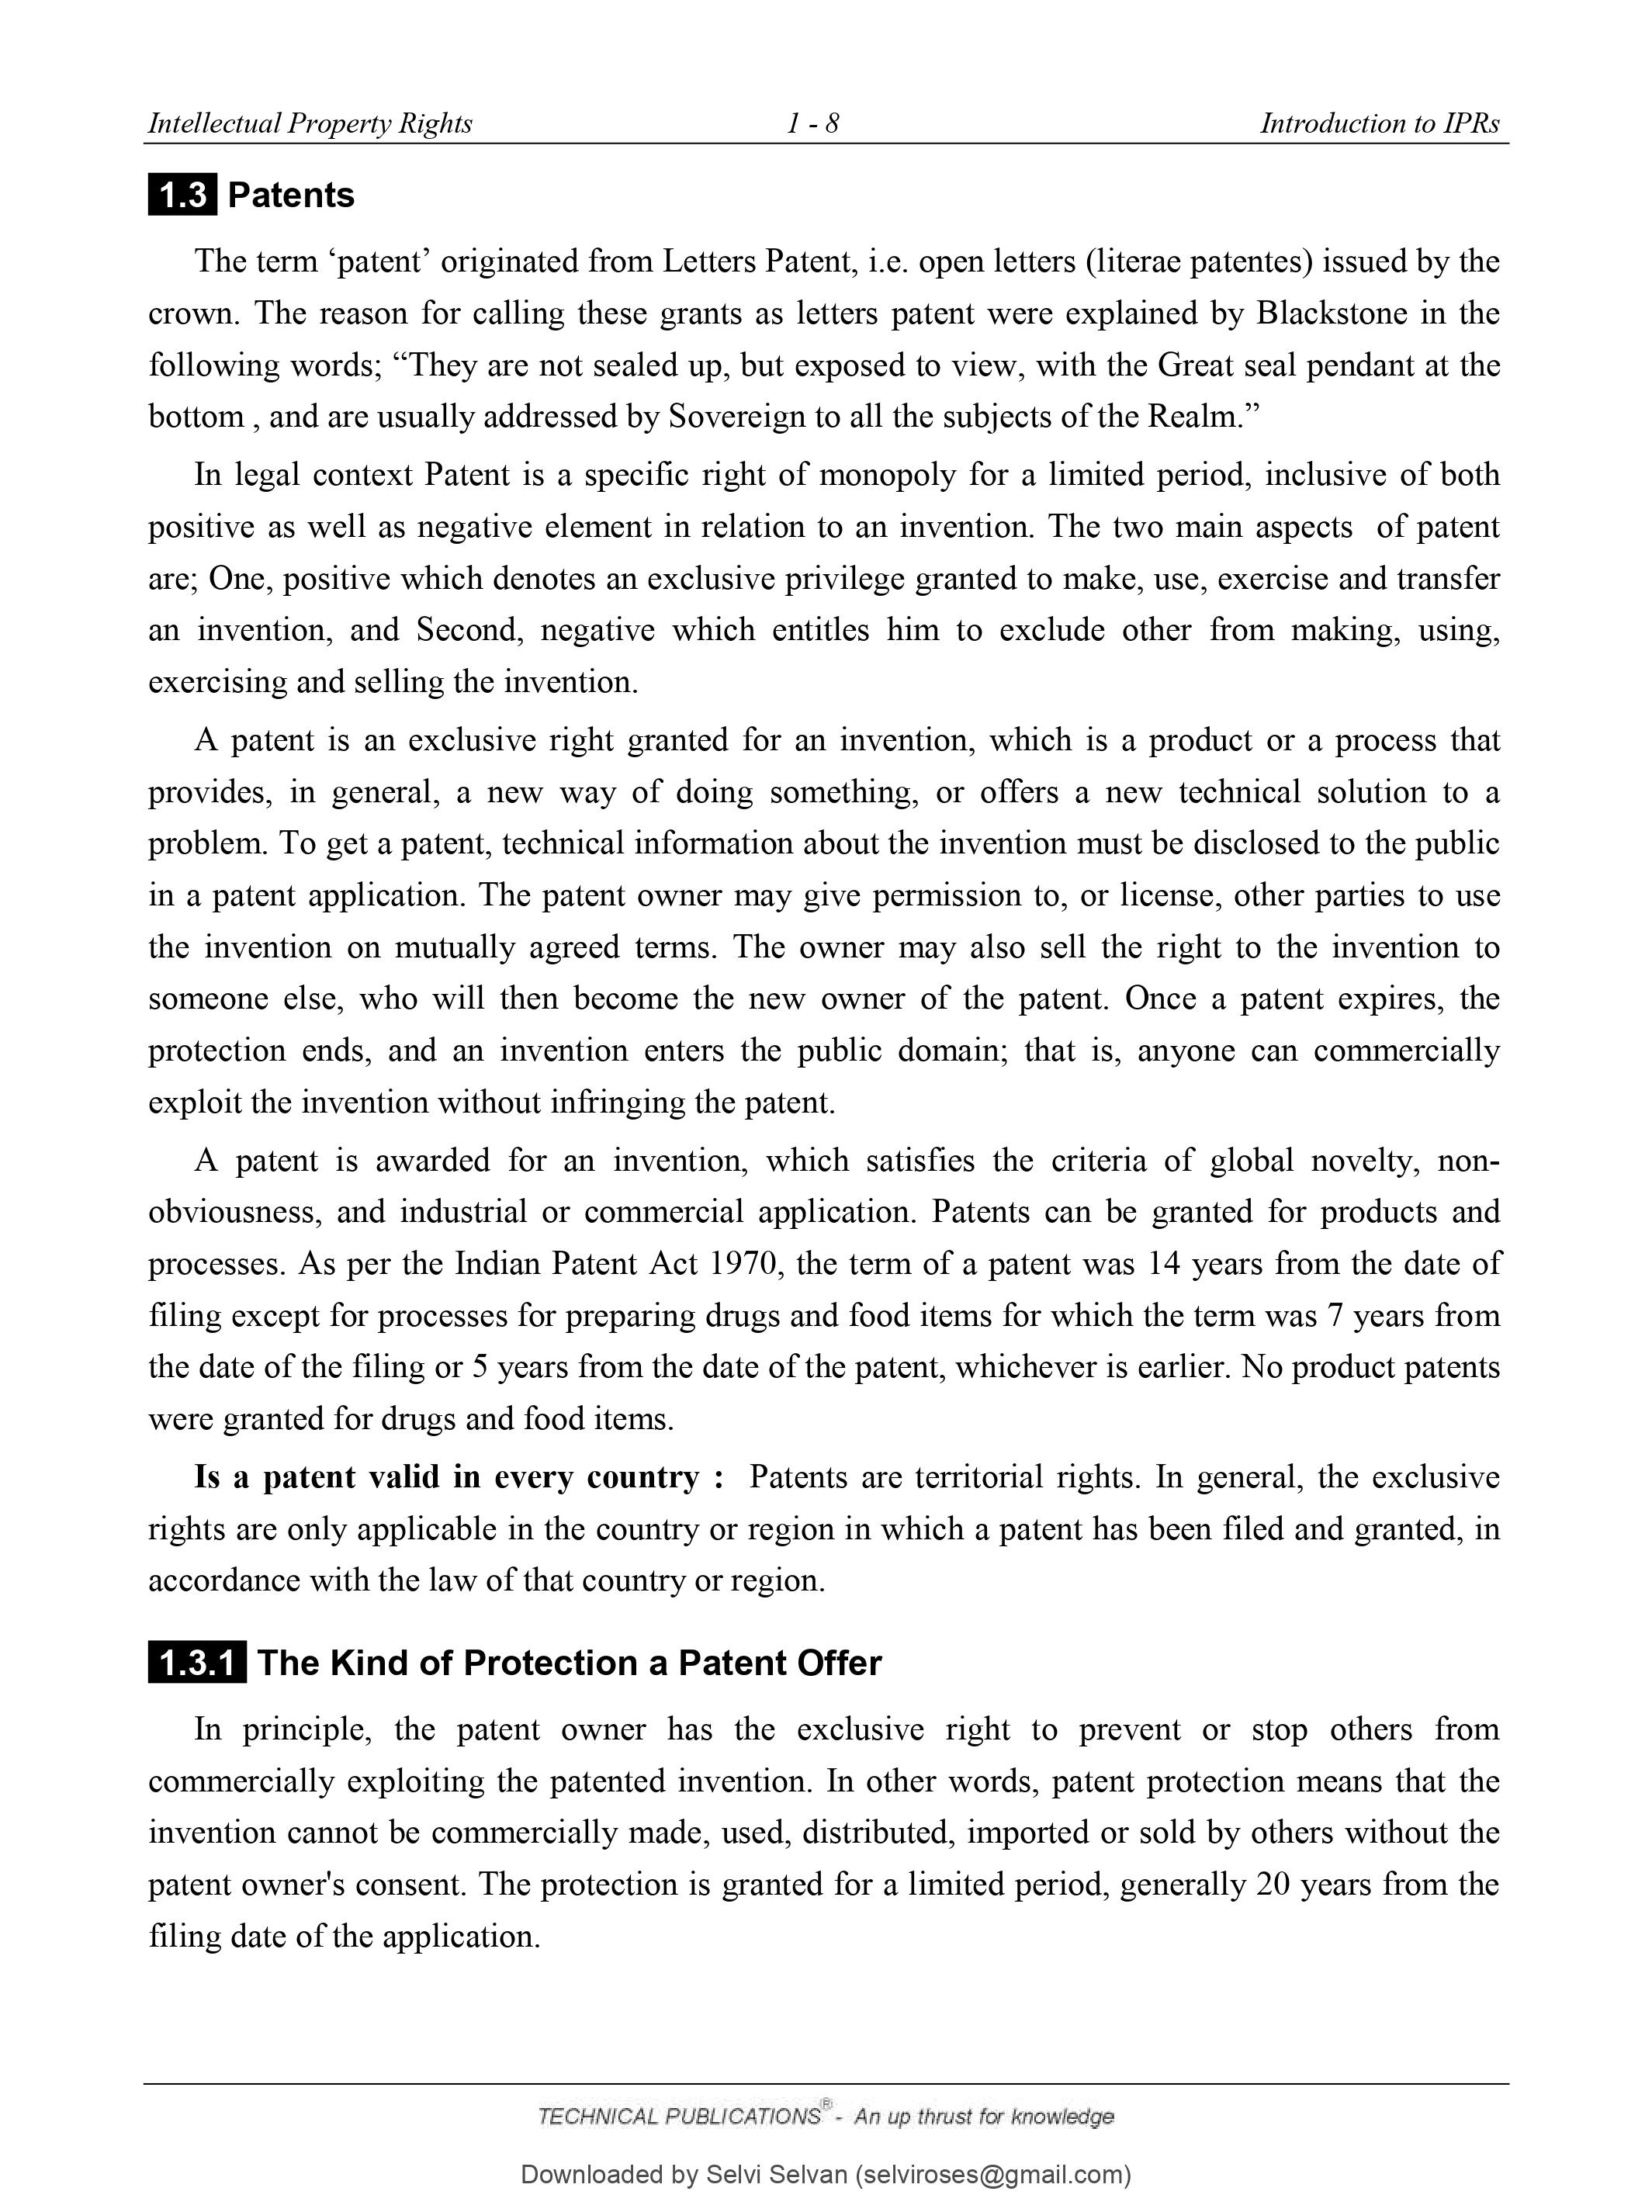 Intellectual Property Rights 1 - 8 Introduction to IPRs
1.3 Patents
The term ‘patent’ originated from Letters Patent, i.e. open letters (literae patentes) issued by the
crown. The reason for calling these grants as letters patent were explained by Blackstone in the
following words; “They are not sealed up, but exposed to view, with the Great seal pendant at the
bottom , and are usually addressed by Sovereign to all the subjects of the Realm.”
In legal context Patent is a specific right of monopoly for a limited period, inclusive of both
positive as well as negative element in relation to an invention. The two main aspects of patent
are; One, positive which denotes an exclusive privilege granted to make, use, exercise and transfer
an invention, and Second, negative which entitles him to exclude other from making, using,
exercising and selling the invention.
A patent is an exclusive right granted for an invention, which is a product or a process that
provides, in general, a new way of doing something, or offers a new technical solution to a
problem. To get a patent, technical information about the invention must be disclosed to the public
in a patent application. The patent owner may give permission to, or license, other parties to use
the invention on mutually agreed terms. The owner may also sell the right to the invention to
someone else, who will then become the new owner of the patent. Once a patent expires, the
protection ends, and an invention enters the public domain; that is, anyone can commercially
exploit the invention without infringing the patent.
A patent is awarded for an invention, which satisfies the criteria of global novelty, non-
obviousness, and industrial or commercial application. Patents can be granted for products and
processes. As per the Indian Patent Act 1970, the term of a patent was 14 years from the date of
filing except for processes for preparing drugs and food items for which the term was 7 years from
the date of the filing or 5 years from the date of the patent, whichever is earlier. No product patents
were granted for drugs and food items.
Is a patent valid in every country : Patents are territorial rights. In general, the exclusive
rights are only applicable in the country or region in which a patent has been filed and granted, in
accordance with the law of that country or region.
1.3.1 The Kind of Protection a Patent Offer
In principle, the patent owner has the exclusive right to prevent or stop others from
commercially exploiting the patented invention. In other words, patent protection means that the
invention cannot be commercially made, used, distributed, imported or sold by others without the
patent owner's consent. The protection is granted for a limited period, generally 20 years from the
filing date of the application.
TECHNICAL PUBLICATIONS® - An up thrust for knowledge
Downloaded by Selvi Selvan (selviroses@gmail.com)